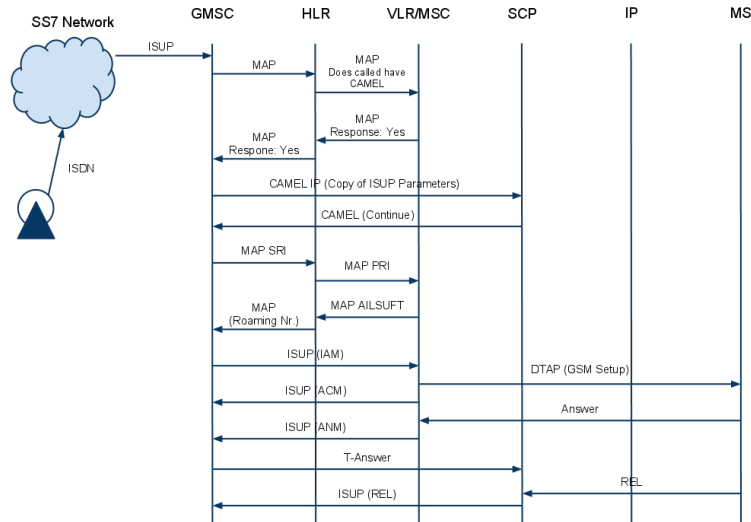 SS7 Network
GMSC
HLR
VLR/MSC
SCP
IP
MS
ISUP
MAP
MAP
Does called have
CAMEL
MAP
Response: Yes
MAP
Respone: Yes
ISDN
CAMEL IP (Copy of ISUP Parameters)
CAMEL (Continue)
MAP SRI
MAP PRI
MAP AILSUFT
MAP
(Roaming Nr.)
ISUP (IAM)
DTAP (GSM Setup)
ISUP (ACM)
Answer
ISUP (ANM)
T-Answer
REL
ISUP (REL)